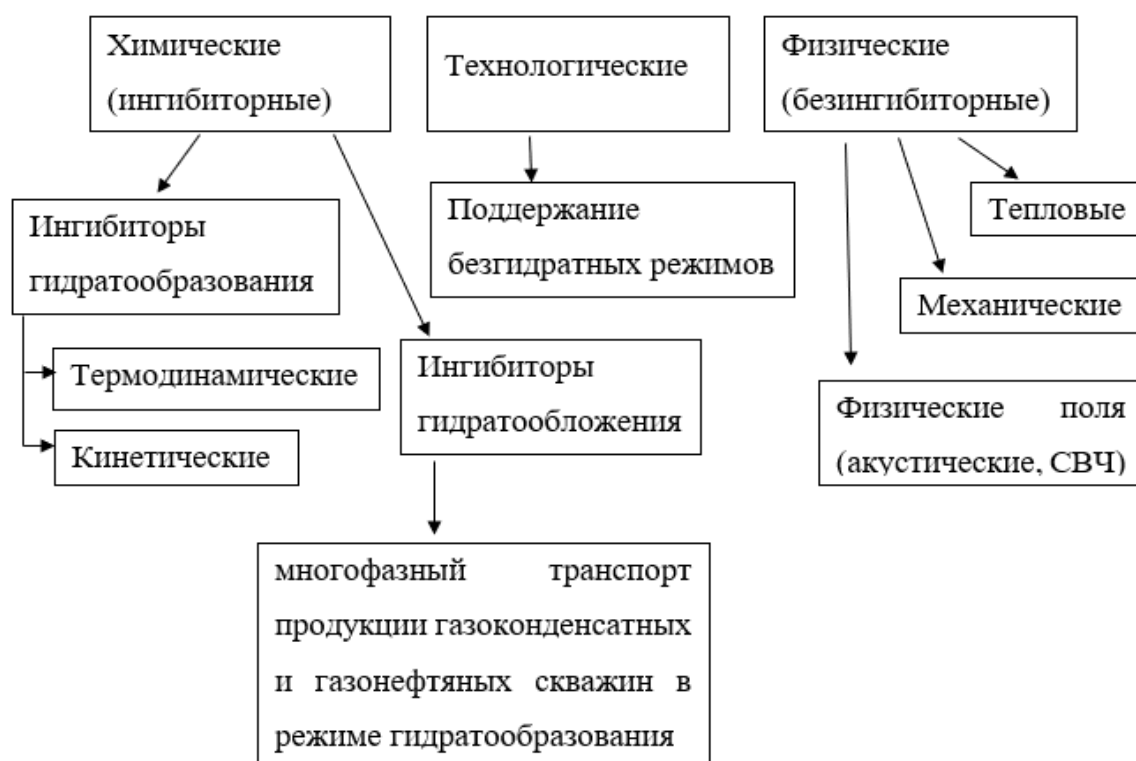 Химические
(ингибиторные)
Технологические
Физические
(безингибиторные)
Ингибиторы
гидратообразования
Поддержание
безгидратных режимов
Тепловые
Механические
Термодинамические
Кинетические
Ингибиторы
гидратообложения
Физические поля
(акустические, СВЧ)
многофазный транспорт
продукции газоконденсатных
и газонефтяных скважин в
режиме гидратообразования